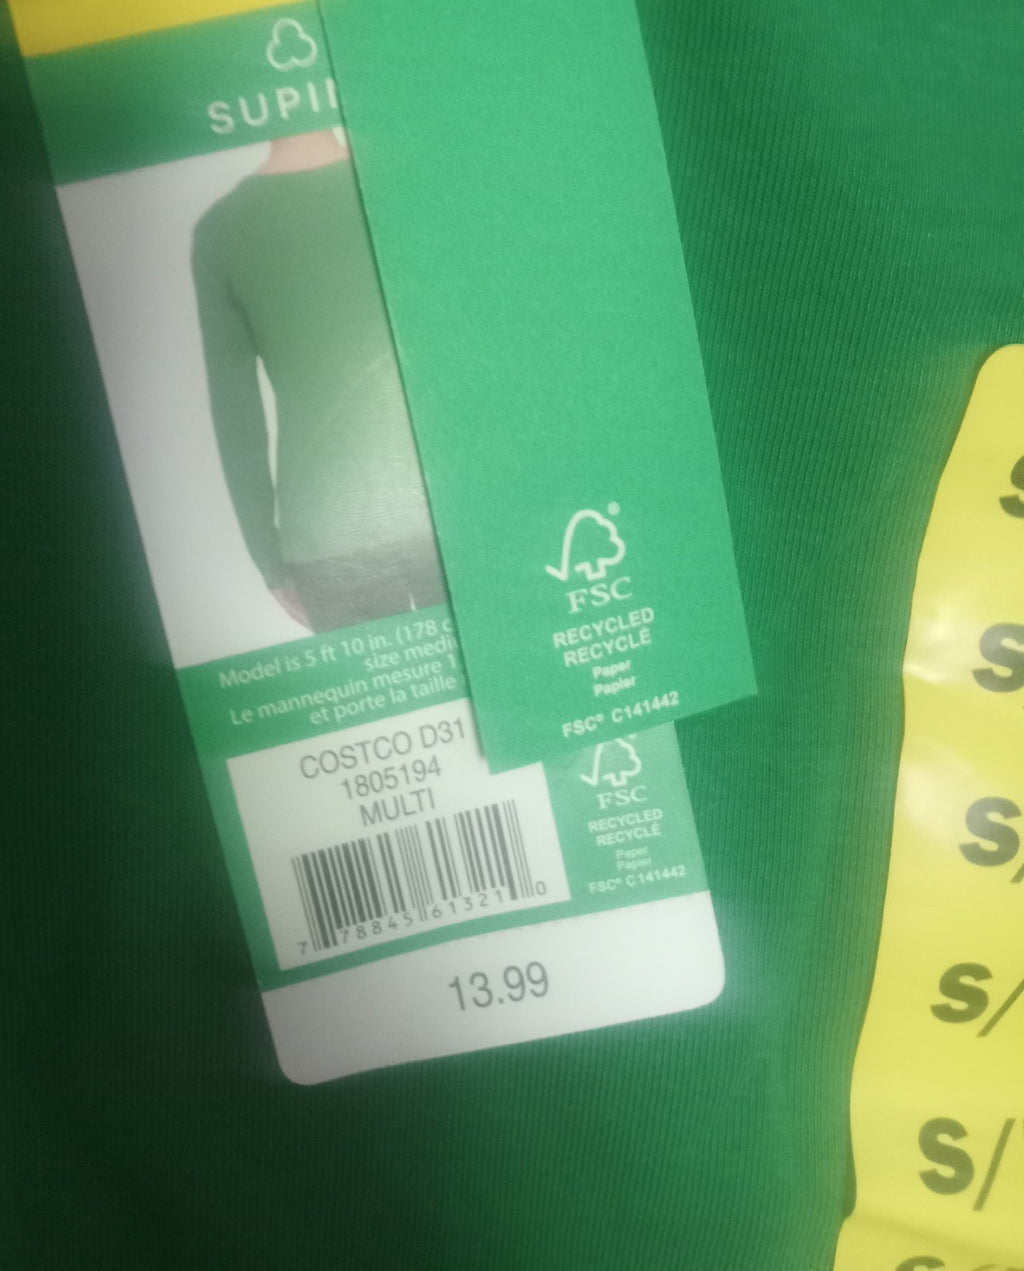 SUPIN
Model is 5 ft 10 in. (178 c
size medi
Le mannequin mesure 1
et porte la taille
COSTCO D31
1805194
MULTI
7 78845 61321 0
13.99
FSC
RECYCLED
RECYCLÉ
Paper
Papier
FSC® C141442
FSC
RECYCLED
RECYCLÉ
Paper
Papier
FSC® C141442
S
S
S/
S/
S/
S